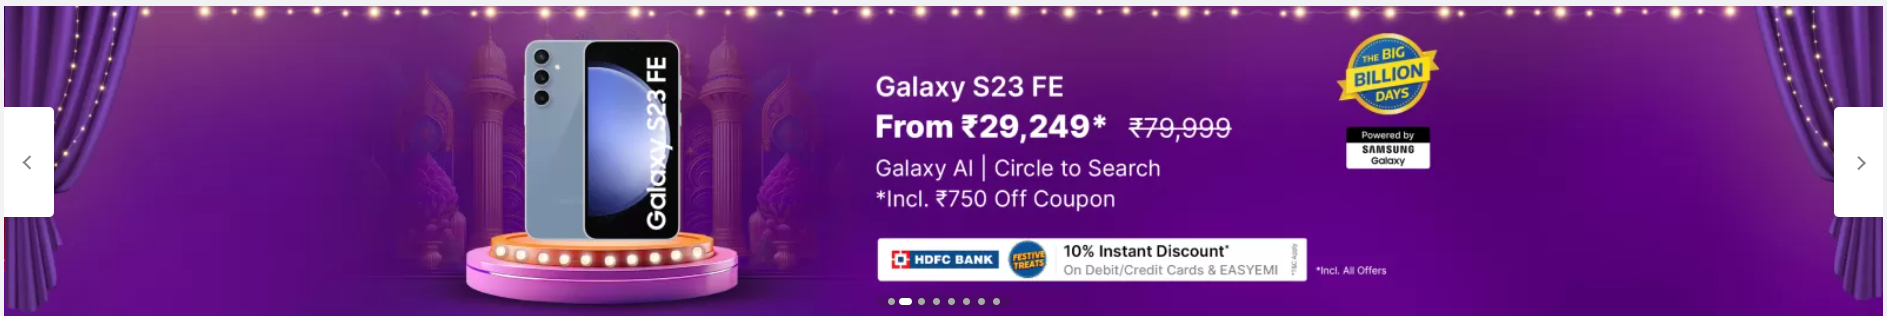 Galaxy S23 FE
Galaxy S23 FE
From ₹29,249* ₹79,999
Galaxy AI | Circle to Search
*Incl. ₹750 Off Coupon
HDFC BANK
FESTIVE
TREATS
10% Instant Discount*
On Debit/Credit Cards & EASYEMI
*T&C Apply
*Incl. All Offers
THE BIG
BILLION
DAYS
Powered by
SAMSUNG
Galaxy